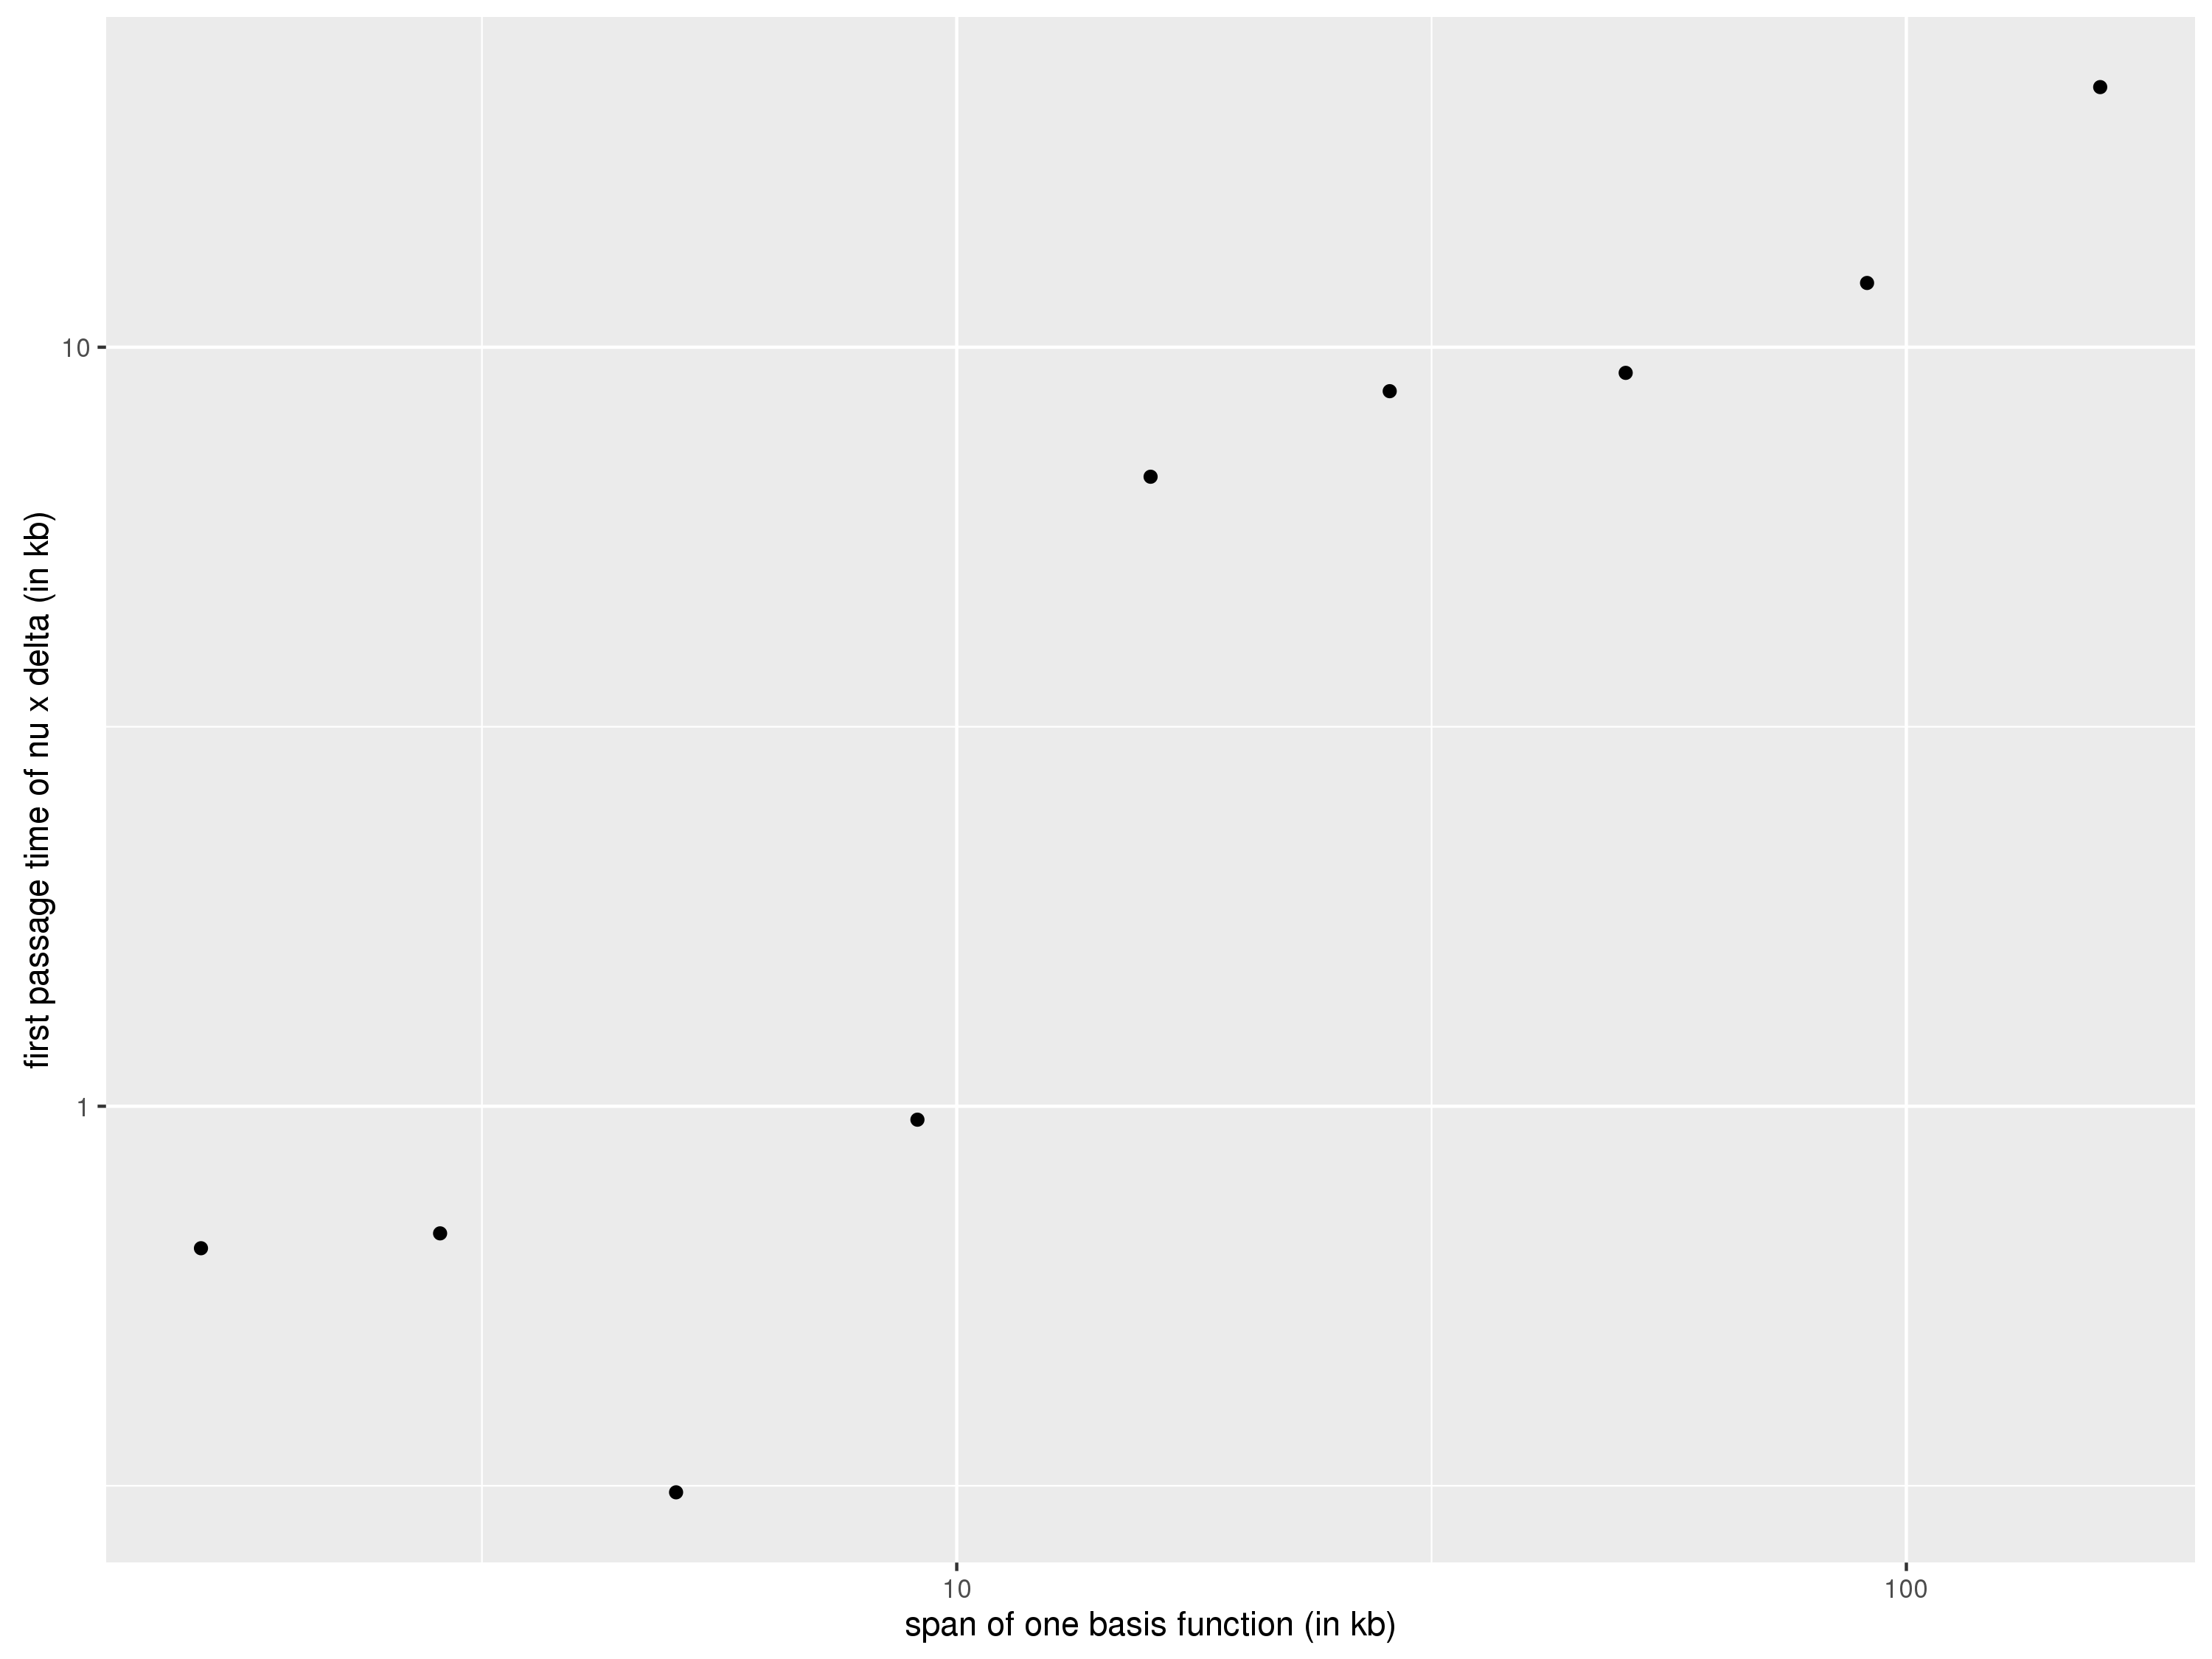 first passage time of nu x delta (in kb)
10
1
10
100
span of one basis function (in kb)